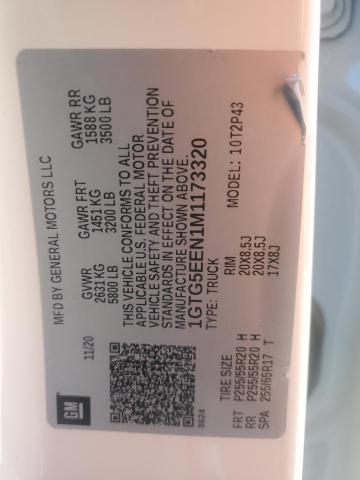 MFD BY GENERAL MOTORS LLC
11/20
GVWR GAWR FRT GAWR RR
2631 KG 1451 KG 1588 KG
5800 LB 3200 LB 3500 LB
THIS VEHICLE CONFORMS TO ALL
APPLICABLE U.S. FEDERAL MOTOR
VEHICLE SAFETY AND THEFT PREVENTION
STANDARDS IN EFFECT ON THE DATE OF
MANUFACTURE SHOWN ABOVE.
1GTG5EEN1M1173320
TYPE: TRUCK MODEL: 10T2P43
GM
8624
TIRE SIZE RIM
FRT P255/55R20 H 20X8.5J
RR P255/55R20 H 20X8.5J
SPA 255/65R17 T 17X8J